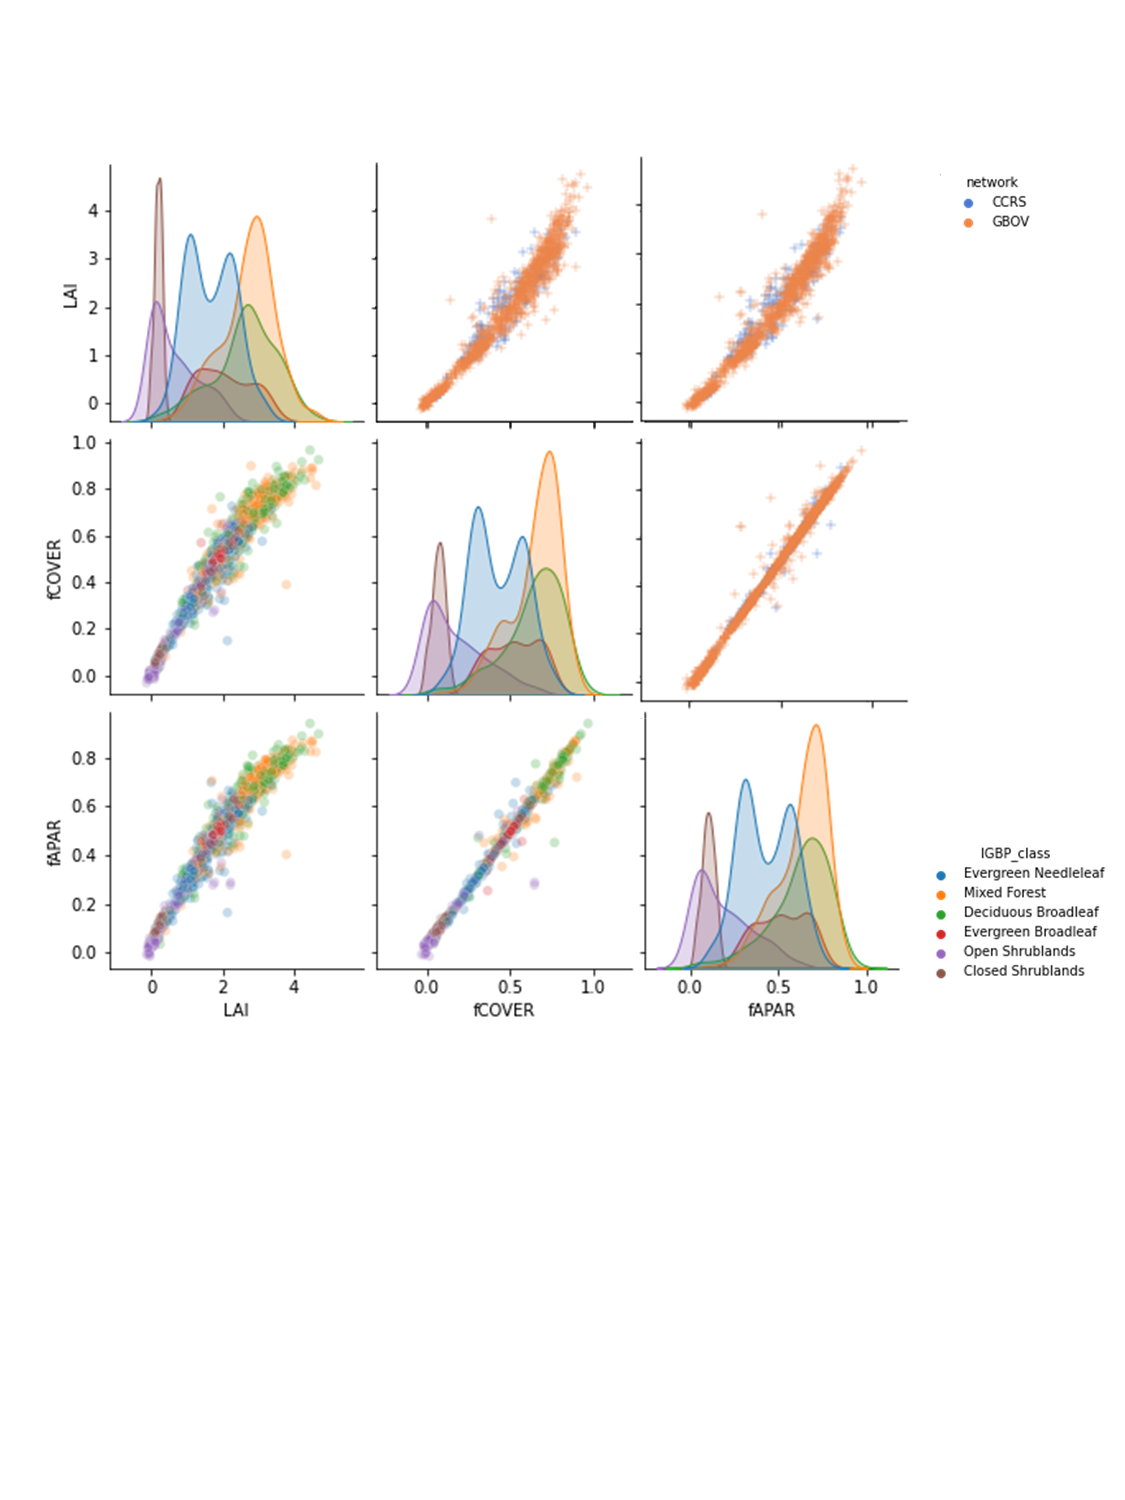 network
CCRS
GBOV
LAI
4
3
2
1
0
fCOVER
1.0
0.8
0.6
0.4
0.2
0.0
fAPAR
0.8
0.6
0.4
0.2
0.0
IGBP_class
Evergreen Needleleaf
Mixed Forest
Deciduous Broadleaf
Evergreen Broadleaf
Open Shrublands
Closed Shrublands
0 2 4 0.0 0.5 1.0 0.0 0.5 1.0
LAI fCOVER fAPAR